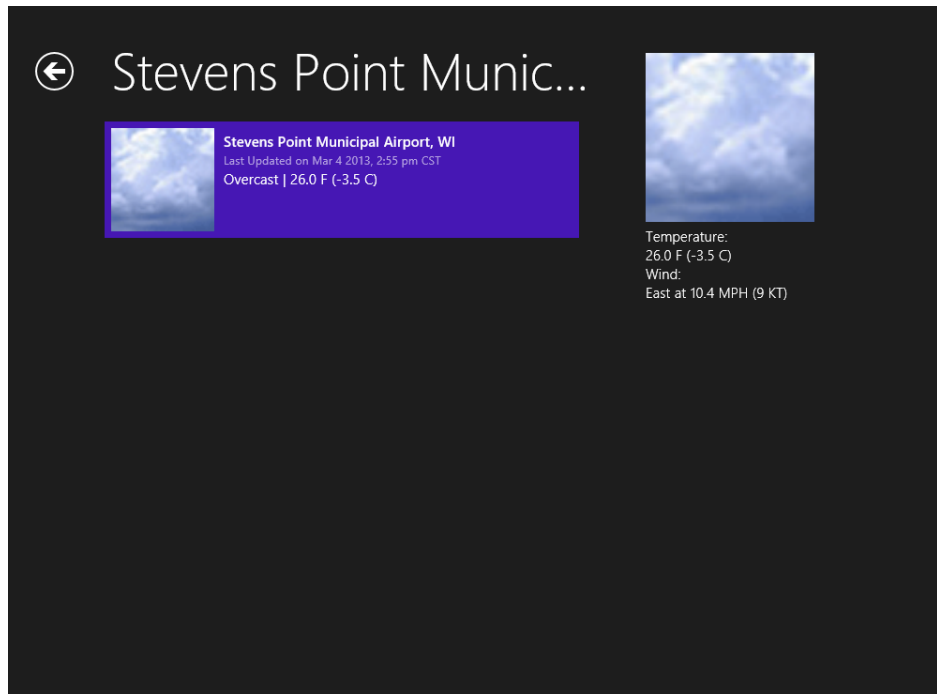 Stevens Point Munic...
Stevens Point Municipal Airport, WI
Last Updated on Mar 4 2013, 2:55 pm CST
Overcast | 26.0 F (-3.5 C)
Temperature:
26.0 F (-3.5 C)
Wind:
East at 10.4 MPH (9 KT)